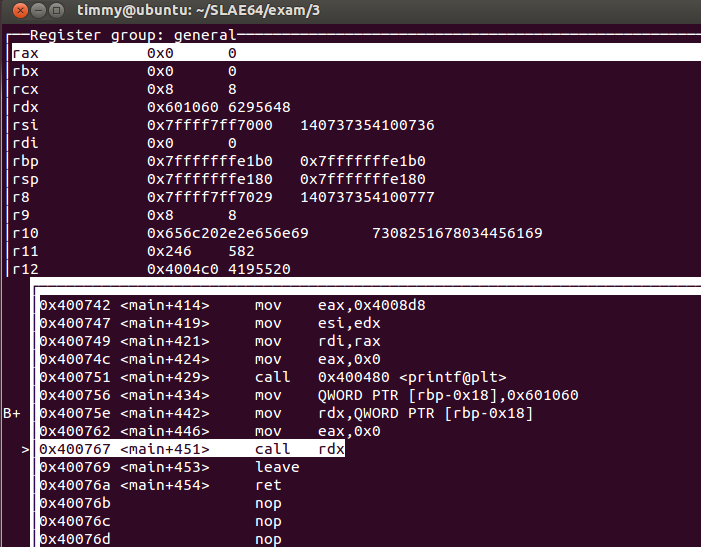 timmy@ubuntu: ~/SLAE64/exam/3
Register group: general
rax 0x0 0
rbx 0x0 0
rcx 0x8 8
rdx 0x601060 6295648
rsi 0x7ffff7ff7000 140737354100736
rdi 0x0 0
rbp 0x7fffffffe1b0 0x7fffffffe1b0
rsp 0x7fffffffe180 0x7fffffffe180
r8 0x7ffff7ff7029 140737354100777
r9 0x8 8
r10 0x656c202e2e656e69 7308251678034456169
r11 0x246 582
r12 0x4004c0 4195520
0x400742 <main+414> mov eax,0x4008d8
0x400747 <main+419> mov esi,edx
0x400749 <main+421> mov rdi,rax
0x40074c <main+424> mov eax,0x0
0x400751 <main+429> call 0x400480 <printf@plt>
0x400756 <main+434> mov QWORD PTR [rbp-0x18],0x601060
B+ 0x40075e <main+442> mov rdx,QWORD PTR [rbp-0x18]
0x400762 <main+446> mov eax,0x0
> 0x400767 <main+451> call rdx
0x400769 <main+453> leave
0x40076a <main+454> ret
0x40076b nop
0x40076c nop
0x40076d nop